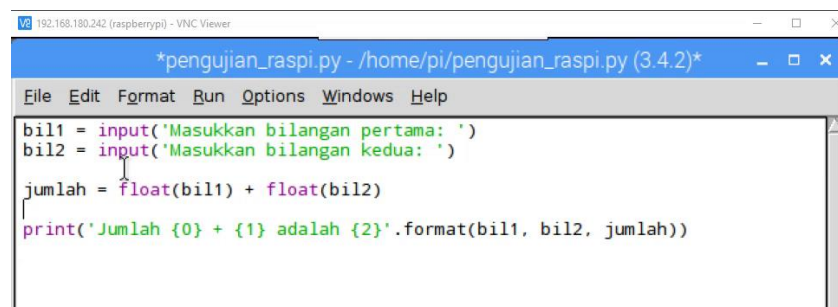 192.168.180.242 (raspberrypi) - VNC Viewer
*pengujian_raspi.py - /home/pi/pengujian_raspi.py (3.4.2)*
File Edit Format Run Options Windows Help
bil1 = input('Masukkan bilangan pertama: ')
bil2 = input('Masukkan bilangan kedua: ')
jumlah = float(bil1) + float(bil2)
print('Jumlah {0} + {1} adalah {2}'.format(bil1, bil2, jumlah))